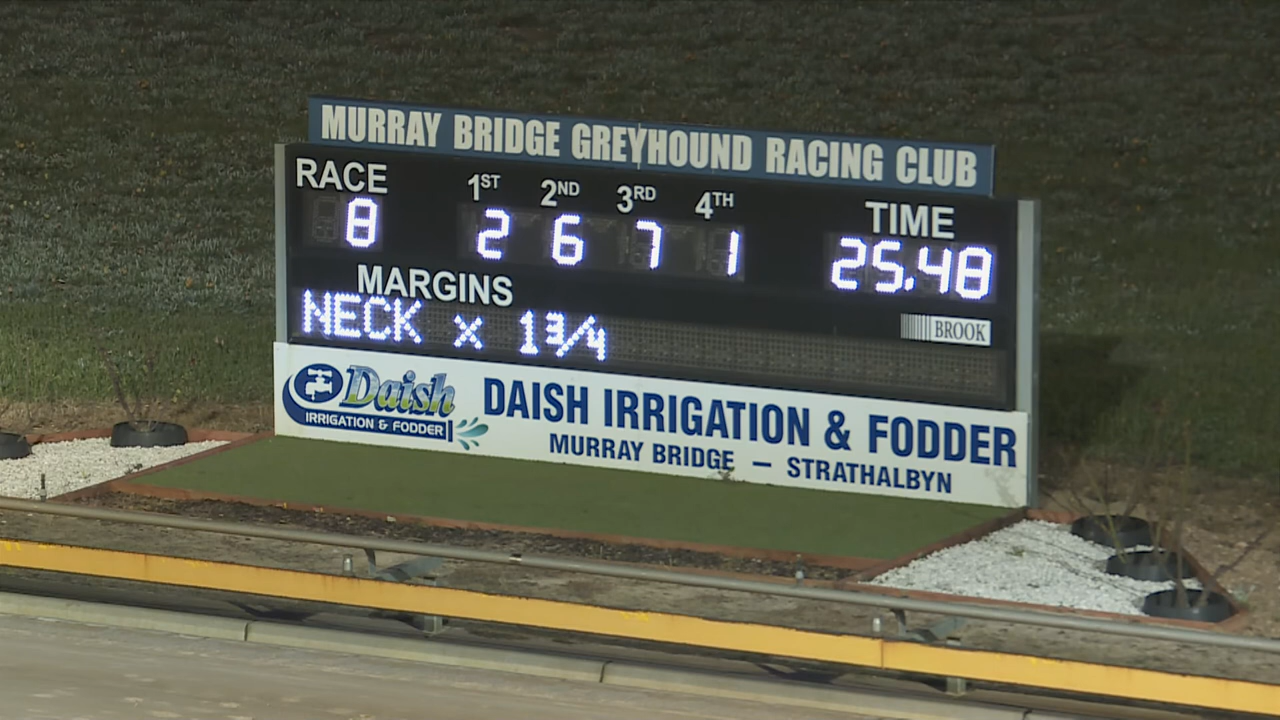 MURRAY BRIDGE GREYHOUND RACING CLUB
RACE 1ST 2ND 3RD 4TH TIME
8 2 6 7 1 25.48
MARGINS
NECK x 1¾
BROOK
Daish DAISH IRRIGATION & FODDER
IRRIGATION & FODDER MURRAY BRIDGE – STRATHALBYN